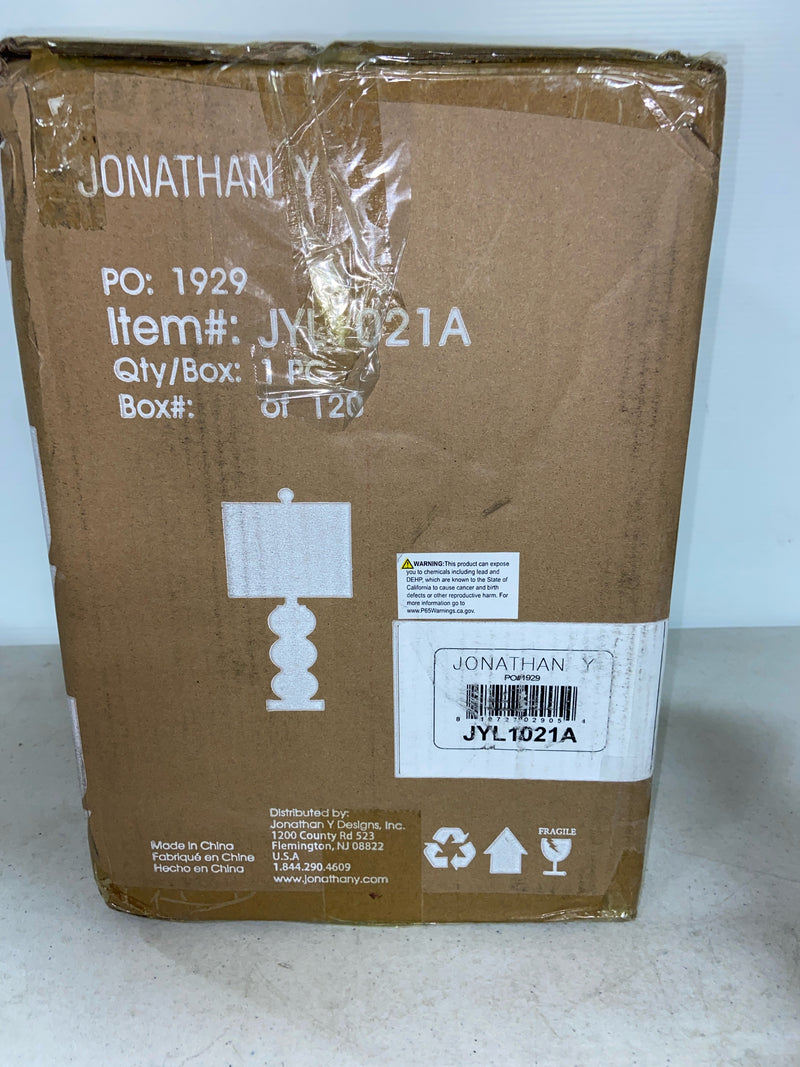 JONATHAN Y
PO: 1929
Item#: JYL1021A
Qty/Box: 1 PC
Box#: of 120
WARNING: This product can expose
you to chemicals including lead and
DEHP, which are known to the State of
California to cause cancer and birth
defects or other reproductive harm. For
more information go to
www.P65Warnings.ca.gov.
JONATHAN Y
PO#1929
JYL1021A
Distributed by:
Jonathan Y Designs, Inc.
1200 County Rd 523
Flemington, NJ 08822
U.S.A
1.844.290.4609
www.jonathany.com
Made in China
Fabriqué en Chine
Hecho en China
FRAGILE